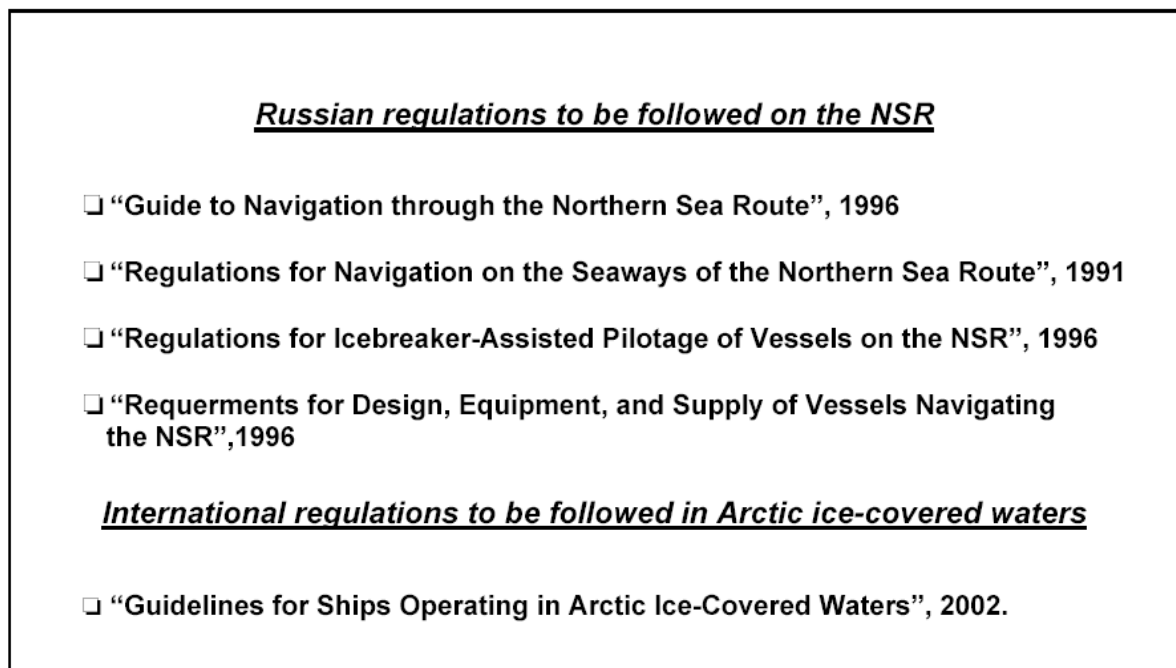 Russian regulations to be followed on the NSR
❑ “Guide to Navigation through the Northern Sea Route”, 1996
❑ “Regulations for Navigation on the Seaways of the Northern Sea Route”, 1991
❑ “Regulations for Icebreaker-Assisted Pilotage of Vessels on the NSR”, 1996
❑ “Requerments for Design, Equipment, and Supply of Vessels Navigating
the NSR”,1996
International regulations to be followed in Arctic ice-covered waters
❑ “Guidelines for Ships Operating in Arctic Ice-Covered Waters”, 2002.